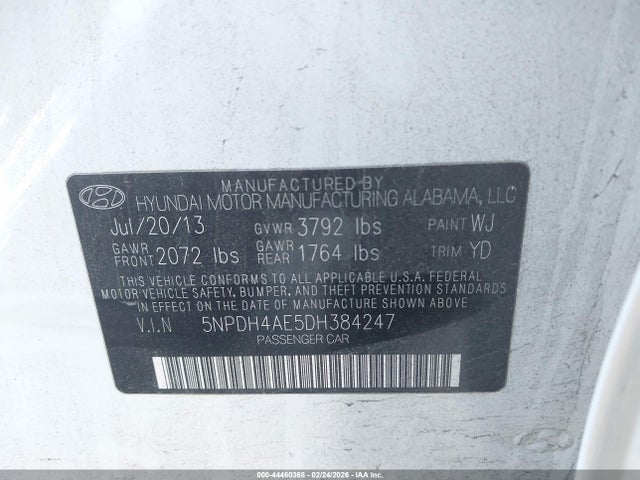 MANUFACTURED BY
HYUNDAI MOTOR MANUFACTURING ALABAMA, LLC
Jul/20/13 GVWR 3792 lbs PAINT WJ
GAWR FRONT 2072 lbs GAWR REAR 1764 lbs TRIM YD
THIS VEHICLE CONFORMS TO ALL APPLICABLE U.S.A. FEDERAL
MOTOR VEHICLE SAFETY, BUMPER, AND THEFT PREVENTION STANDARDS
IN EFFECT ON THE DATE OF MANUFACTURE SHOWN ABOVE.
V.I.N 5NPDH4AE5DH384247
PASSENGER CAR
000-44460368 - 02/24/2026 - IAAI.COM